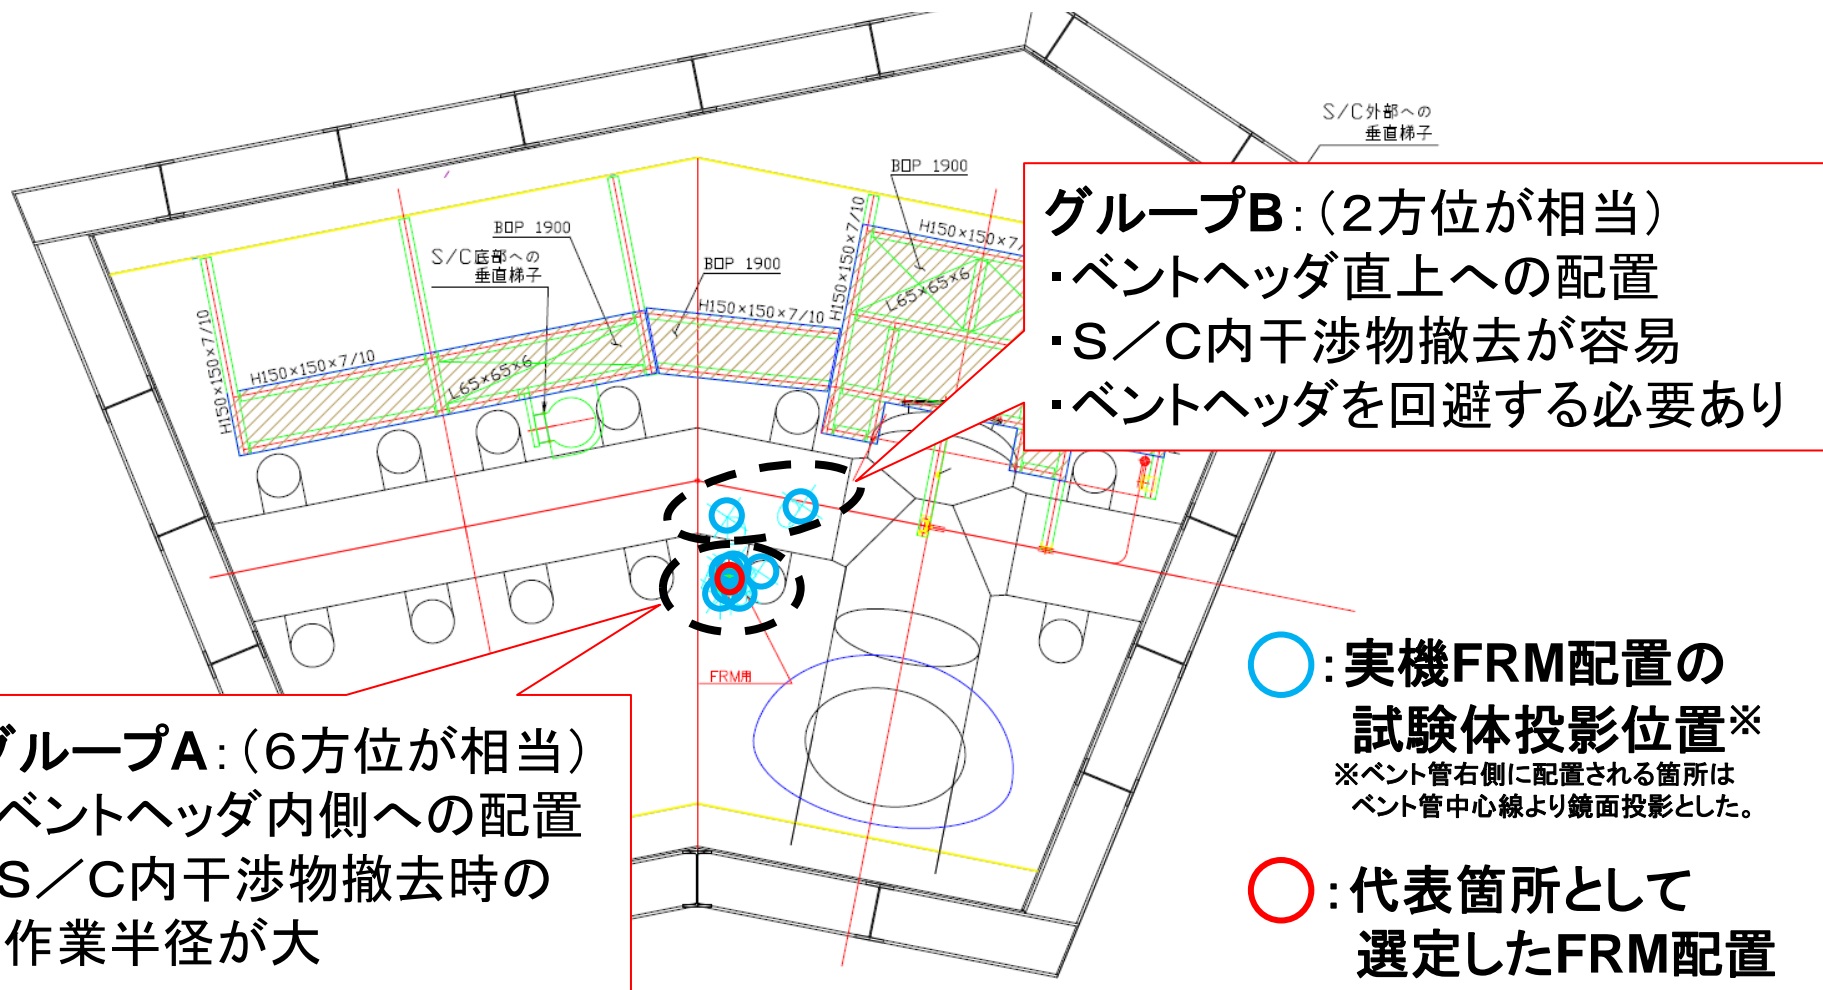 S/C外部への
垂直梯子
BOP 1900
BOP 1900
S/C底部への
垂直梯子
BOP 1900
H150×150×7/10
H150×150×7/10
L65×65×6
H150×150×7/10
H150×150×7/10
H150×150×7/
L65×65×6
グループB:(2方位が相当)
・ベントヘッダ直上への配置
・S/C内干渉物撤去が容易
・ベントヘッダを回避する必要あり
FRM用
グループA:(6方位が相当)
ベントヘッダ内側への配置
S/C内干渉物撤去時の
作業半径が大
:実機FRM配置の
試験体投影位置※
※ベント管右側に配置される箇所は
ベント管中心線より鏡面投影とした。
:代表箇所として
選定したFRM配置